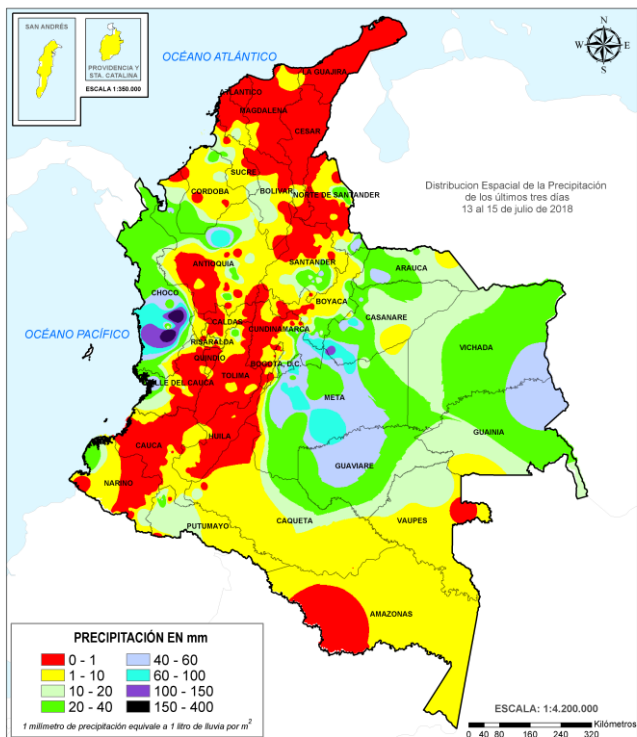 SAN ANDRÉS
PROVIDENCIA Y
STA. CATALINA
ESCALA 1:350.000
OCÉANO ATLÁNTICO
N
W
E
S
LA GUAJIRA
ATLANTICO
MAGDALENA
CESAR
SUCRE
CORDOBA
BOLIVAR
NORTE DE SANTANDER
Distribucion Espacial de la Precipitación
de los últimos tres días
13 al 15 de julio de 2018
ANTIOQUIA
SANTANDER
ARAUCA
CHOCO
BOYACA
CASANARE
OCÉANO PACÍFICO
CALDAS
CUNDINAMARCA
RISARALDA
VICHADA
QUINDIO
BOGOTA, D.C.
TOLIMA
VALLE DEL CAUCA
META
GUAINIA
CAUCA
HUILA
GUAVIARE
NARIÑO
PUTUMAYO
CAQUETA
VAUPES
AMAZONAS
PRECIPITACIÓN EN mm
0 - 1
40 - 60
1 - 10
60 - 100
10 - 20
100 - 150
20 - 40
150 - 400
1 milimetro de precipitación equivale a 1 litro de lluvia por m²
ESCALA: 1:4.200.000
Kilómetros
0 40 80 160 240 320